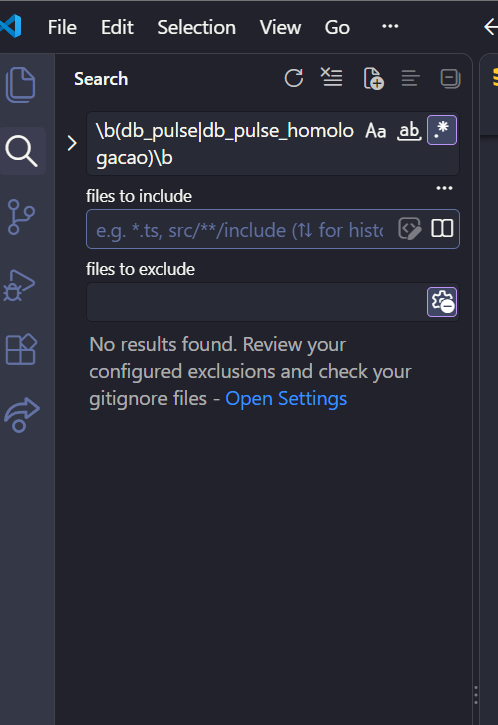 File Edit Selection View Go ···
Search
\b(db_pulse|db_pulse_homolo
gacao)\b
Aa ab .*
files to include
e.g. *.ts, src/**/include (⇅ for histo
files to exclude
No results found. Review your
configured exclusions and check your
gitignore files - Open Settings